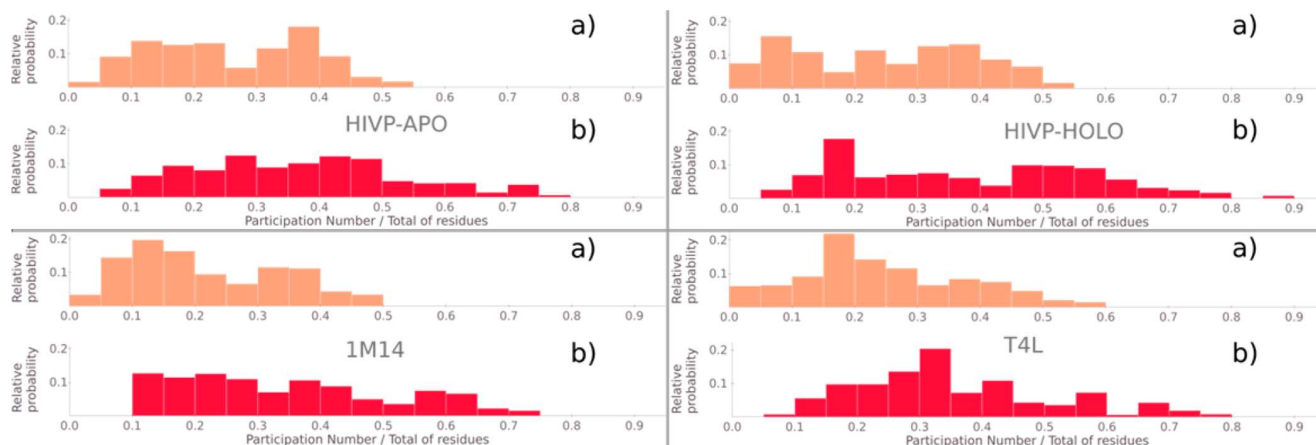 Relative
probability
0.2
0.1
a)
0.0 0.1 0.2 0.3 0.4 0.5 0.6 0.7 0.8 0.9
HIVP-APO
Relative
probability
0.2
0.1
b)
0.0 0.1 0.2 0.3 0.4 0.5 0.6 0.7 0.8 0.9
Participation Number / Total of residues
Relative
probability
0.2
0.1
a)
0.0 0.1 0.2 0.3 0.4 0.5 0.6 0.7 0.8 0.9
HIVP-HOLO
Relative
probability
0.2
0.1
b)
0.0 0.1 0.2 0.3 0.4 0.5 0.6 0.7 0.8 0.9
Participation Number / Total of residues
Relative
probability
0.2
0.1
a)
0.0 0.1 0.2 0.3 0.4 0.5 0.6 0.7 0.8 0.9
1M14
Relative
probability
0.2
0.1
b)
0.0 0.1 0.2 0.3 0.4 0.5 0.6 0.7 0.8 0.9
Participation Number / Total of residues
Relative
probability
0.2
0.1
a)
0.0 0.1 0.2 0.3 0.4 0.5 0.6 0.7 0.8 0.9
T4L
Relative
probability
0.2
0.1
b)
0.0 0.1 0.2 0.3 0.4 0.5 0.6 0.7 0.8 0.9
Participation Number / Total of residues